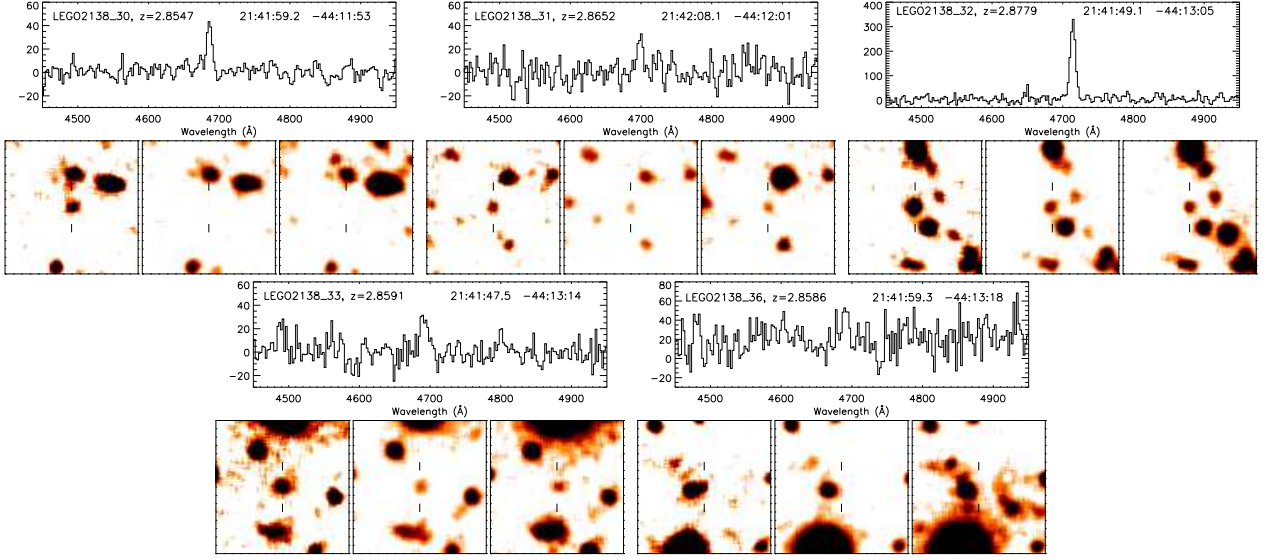 LEGO2138_30, z=2.8547 21:41:59.2 −44:11:53
60
40
20
0
−20
4500 4600 4700 4800 4900
Wavelength (Å)
LEGO2138_31, z=2.8652 21:42:08.1 −44:12:01
60
40
20
0
−20
4500 4600 4700 4800 4900
Wavelength (Å)
LEGO2138_32, z=2.8779 21:41:49.1 −44:13:05
400
300
200
100
0
4500 4600 4700 4800 4900
Wavelength (Å)
LEGO2138_33, z=2.8591 21:41:47.5 −44:13:14
60
40
20
0
−20
4500 4600 4700 4800 4900
Wavelength (Å)
LEGO2138_36, z=2.8586 21:41:59.3 −44:13:18
80
60
40
20
0
−20
4500 4600 4700 4800 4900
Wavelength (Å)